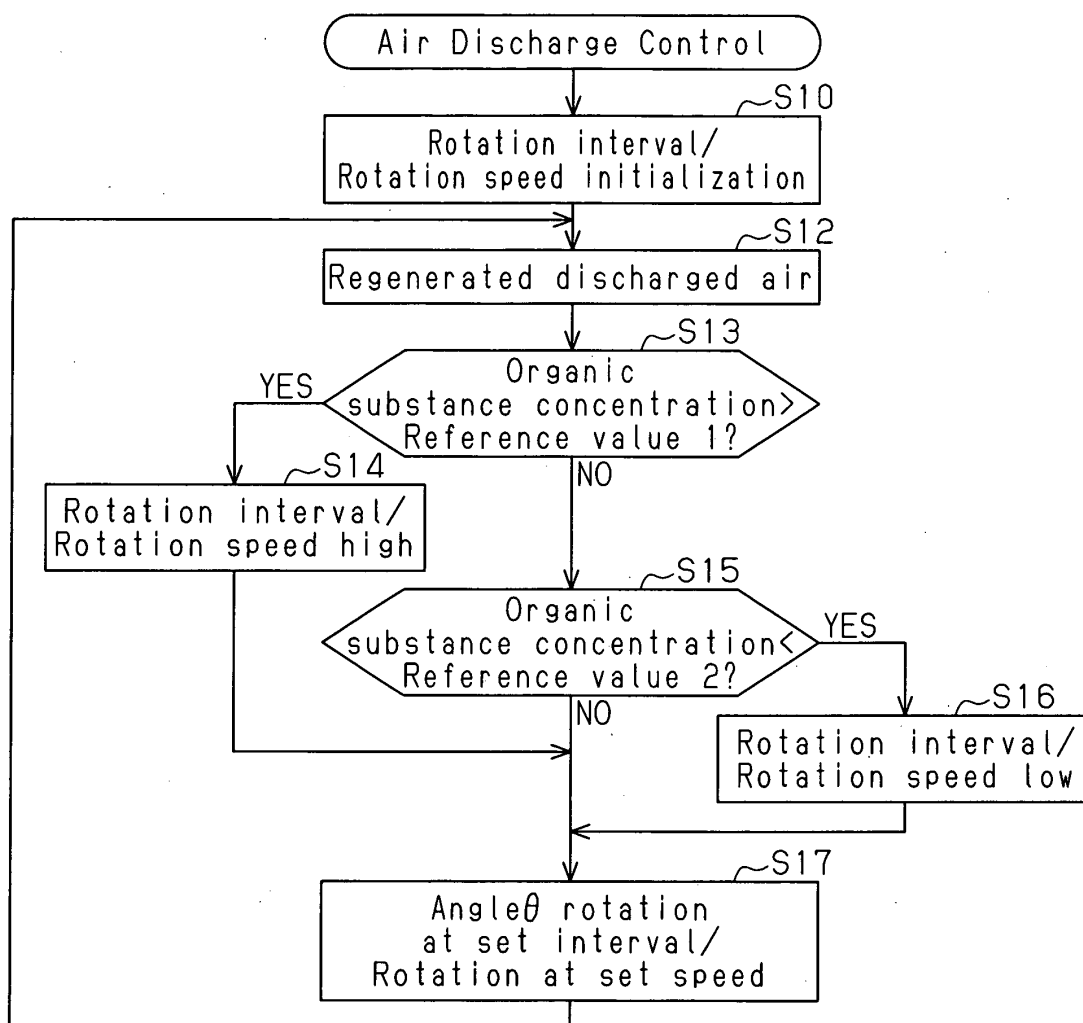 Air Discharge Control
S10
Rotation interval/
Rotation speed initialization
S12
Regenerated discharged air
S13
Organic
substance concentration>
Reference value 1?
YES
NO
S14
Rotation interval/
Rotation speed high
S15
Organic
substance concentration<
Reference value 2?
YES
NO
S16
Rotation interval/
Rotation speed low
S17
Angleθ rotation
at set interval/
Rotation at set speed